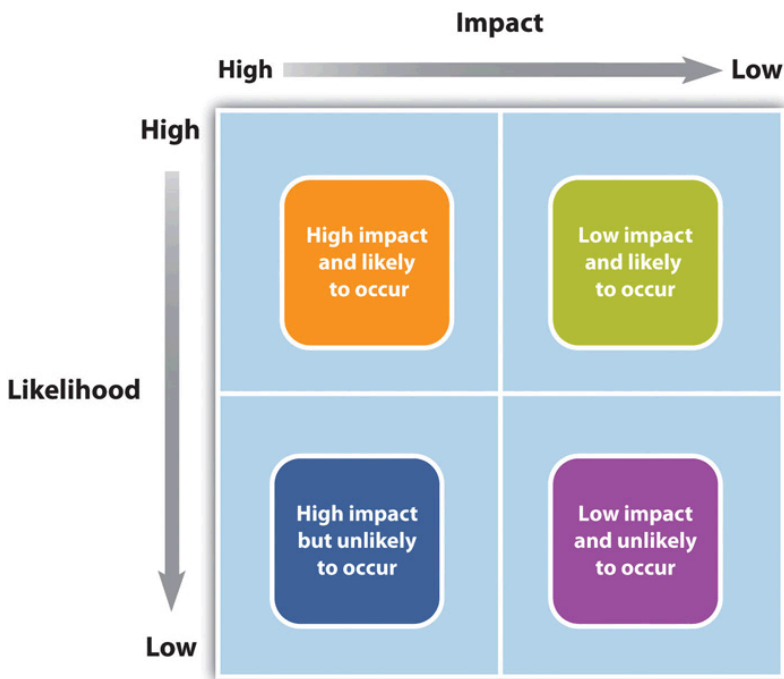 Impact
High
Low
High
High impact
and likely
to occur
Low impact
and likely
to occur
Likelihood
High impact
but unlikely
to occur
Low impact
and unlikely
to occur
Low